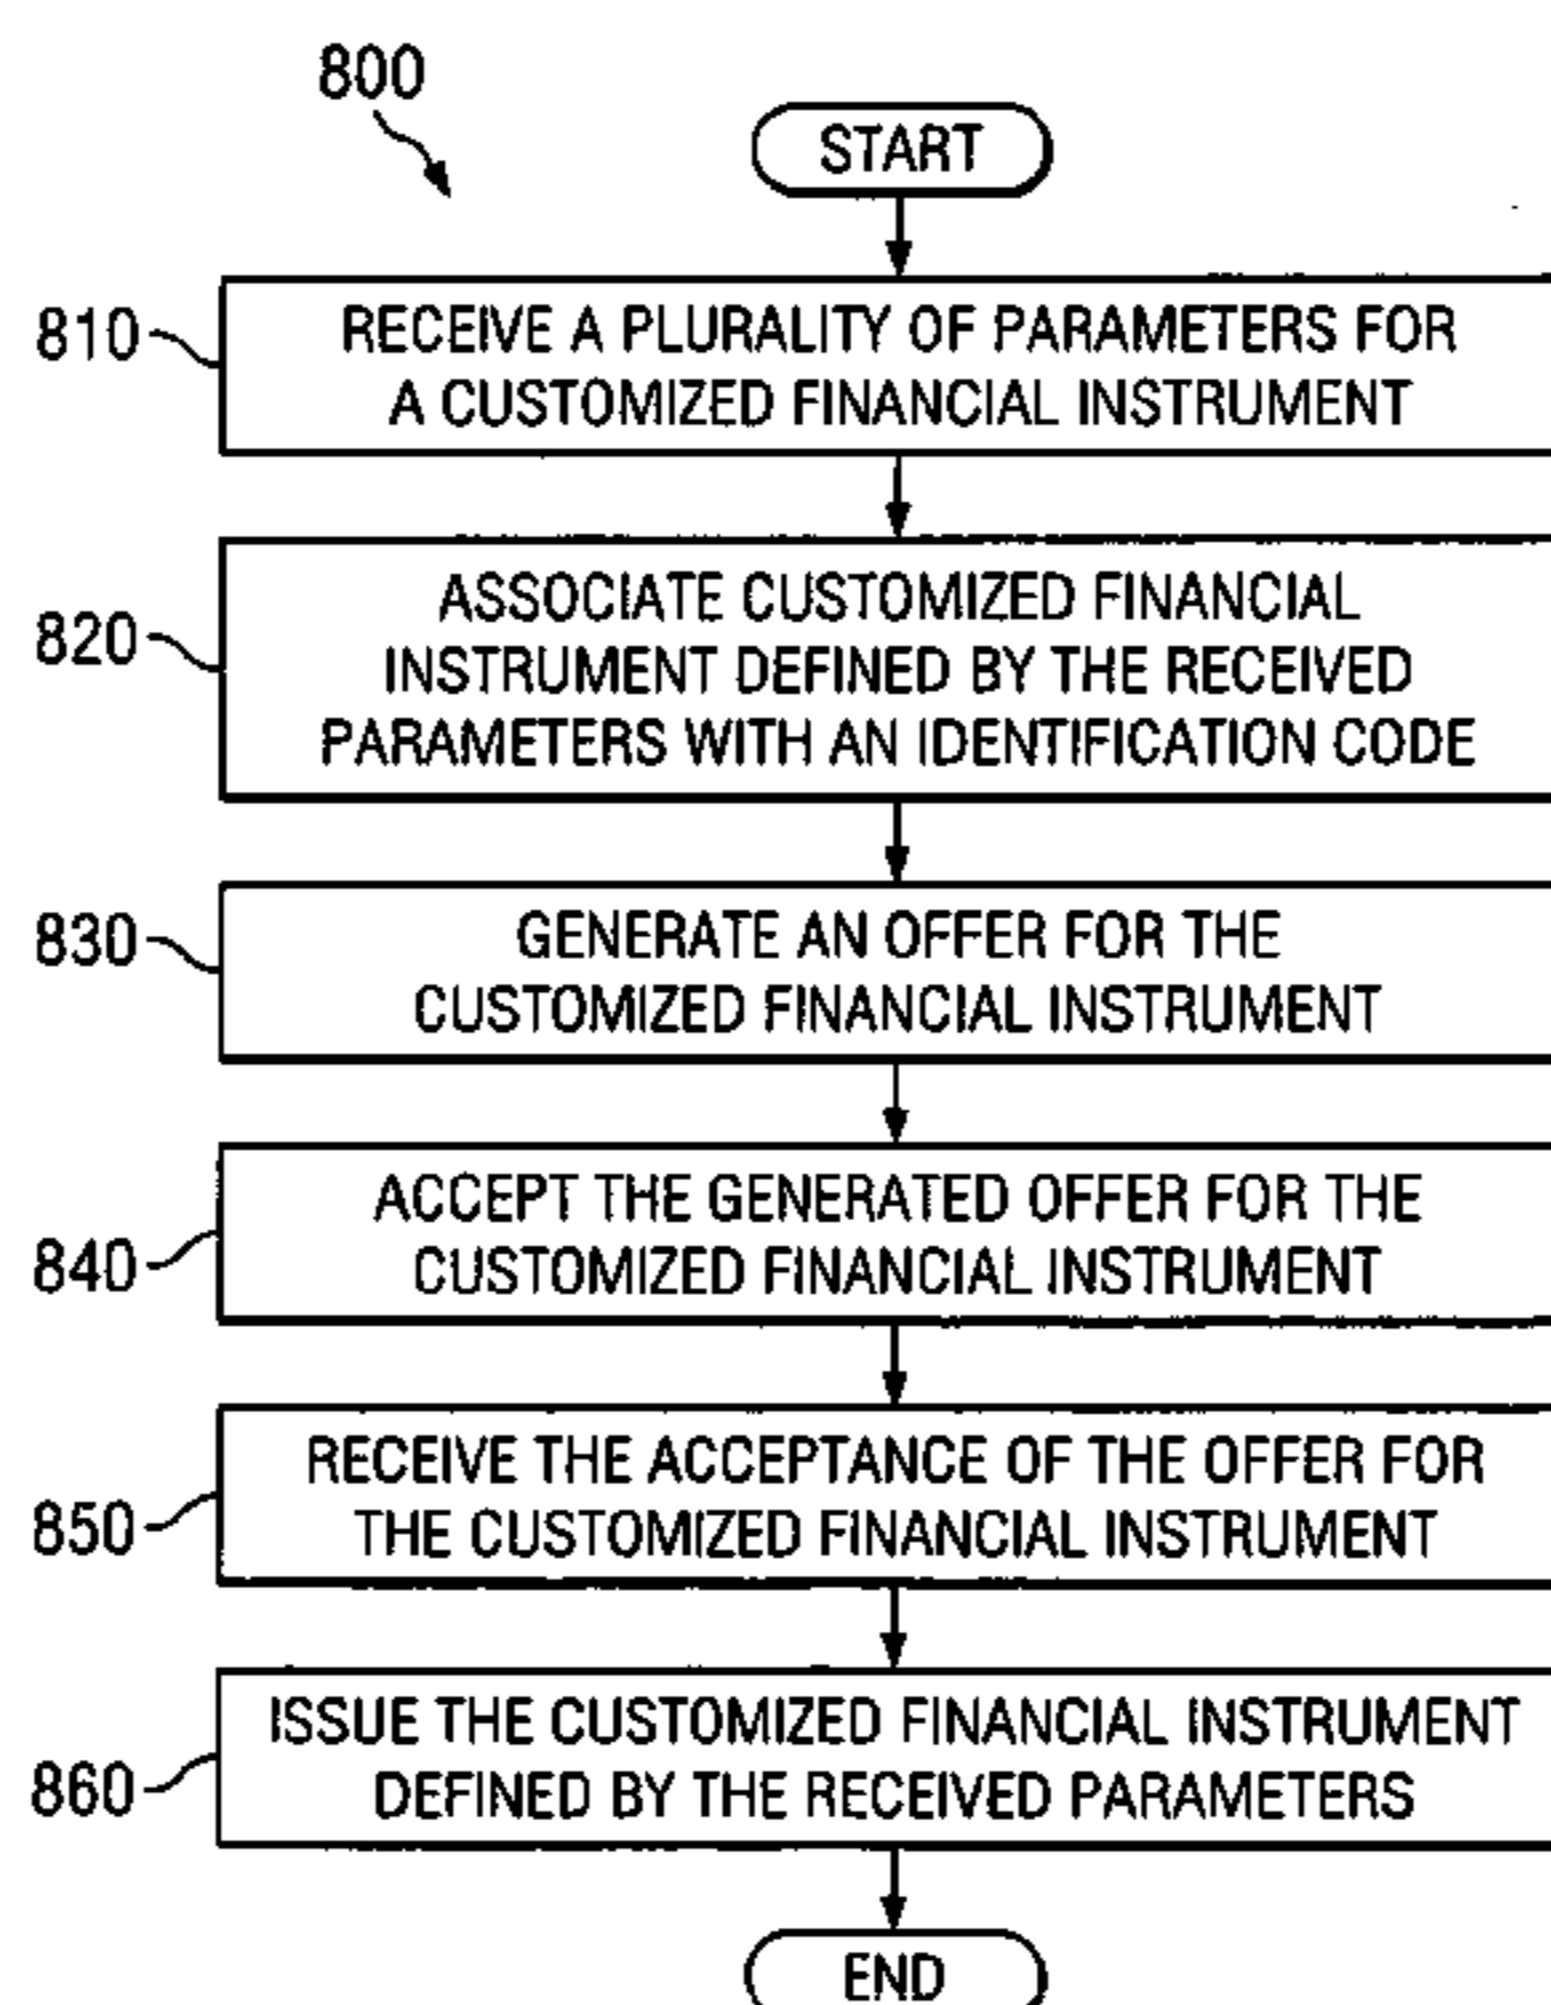 800
START
810
RECEIVE A PLURALITY OF PARAMETERS FOR
A CUSTOMIZED FINANCIAL INSTRUMENT
820
ASSOCIATE CUSTOMIZED FINANCIAL
INSTRUMENT DEFINED BY THE RECEIVED
PARAMETERS WITH AN IDENTIFICATION CODE
830
GENERATE AN OFFER FOR THE
CUSTOMIZED FINANCIAL INSTRUMENT
840
ACCEPT THE GENERATED OFFER FOR THE
CUSTOMIZED FINANCIAL INSTRUMENT
850
RECEIVE THE ACCEPTANCE OF THE OFFER FOR
THE CUSTOMIZED FINANCIAL INSTRUMENT
860
ISSUE THE CUSTOMIZED FINANCIAL INSTRUMENT
DEFINED BY THE RECEIVED PARAMETERS
END